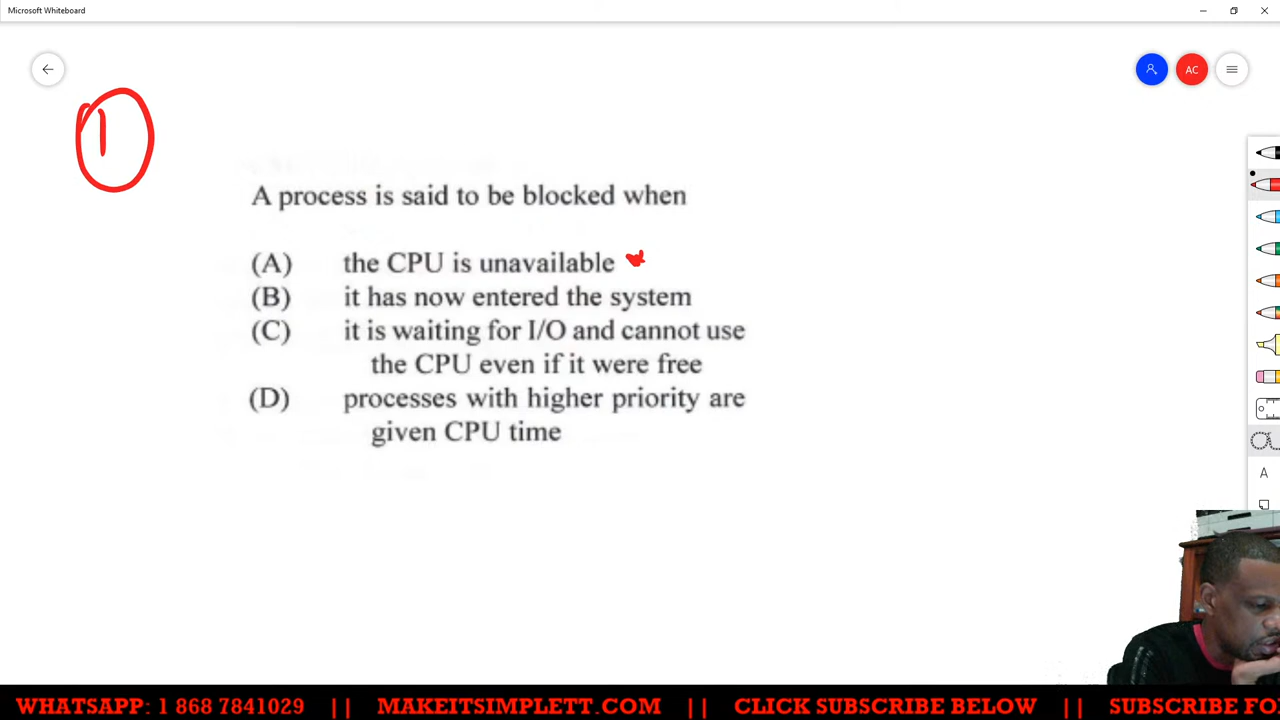 Microsoft Whiteboard
AC
1
A process is said to be blocked when
(A) the CPU is unavailable
(B) it has now entered the system
(C) it is waiting for I/O and cannot use
the CPU even if it were free
(D) processes with higher priority are
given CPU time
A
WHATSAPP: 1 868 7841029 || MAKEITSIMPLETT.COM || CLICK SUBSCRIBE BELOW || SUBSCRIBE FO